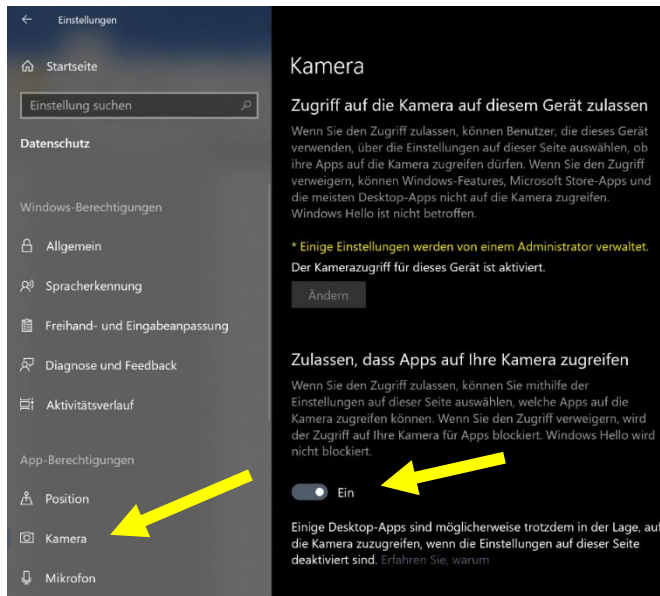 Einstellungen
Startseite
Einstellung suchen
Datenschutz
Windows-Berechtigungen
Allgemein
Spracherkennung
Freihand- und Eingabeanpassung
Diagnose und Feedback
Aktivitätsverlauf
App-Berechtigungen
Position
Kamera
Mikrofon
Kamera
Zugriff auf die Kamera auf diesem Gerät zulassen
Wenn Sie den Zugriff zulassen, können Benutzer, die dieses Gerät
verwenden, über die Einstellungen auf dieser Seite auswählen, ob
ihre Apps auf die Kamera zugreifen dürfen. Wenn Sie den Zugriff
verweigern, können Windows-Features, Microsoft Store-Apps und
die meisten Desktop-Apps nicht auf die Kamera zugreifen.
Windows Hello ist nicht betroffen.
* Einige Einstellungen werden von einem Administrator verwaltet.
Der Kamerazugriff für dieses Gerät ist aktiviert.
Ändern
Zulassen, dass Apps auf Ihre Kamera zugreifen
Wenn Sie den Zugriff zulassen, können Sie mithilfe der
Einstellungen auf dieser Seite auswählen, welche Apps auf die
Kamera zugreifen können. Wenn Sie den Zugriff verweigern, wird
der Zugriff auf Ihre Kamera für Apps blockiert. Windows Hello wird
nicht blockiert.
Ein
Einige Desktop-Apps sind möglicherweise trotzdem in der Lage, auf
die Kamera zuzugreifen, wenn die Einstellungen auf dieser Seite
deaktiviert sind. Erfahren Sie, warum